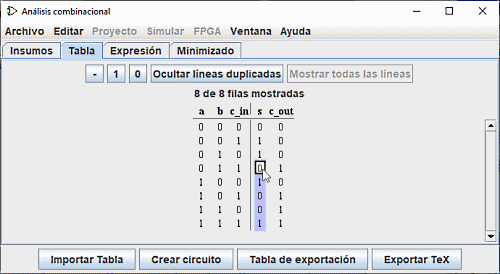 Análisis combinacional
Archivo Editar Proyecto Simular FPGA Ventana Ayuda
Insumos Tabla Expresión Minimizado
- 1 0 Ocultar líneas duplicadas Mostrar todas las líneas
8 de 8 filas mostradas
a b c_in s c_out
0 0 0 0 0
0 0 1 1 0
0 1 0 1 0
0 1 1 0 1
1 0 0 1 0
1 0 1 0 1
1 1 0 0 1
1 1 1 1 1
Importar Tabla Crear circuito Tabla de exportación Exportar TeX